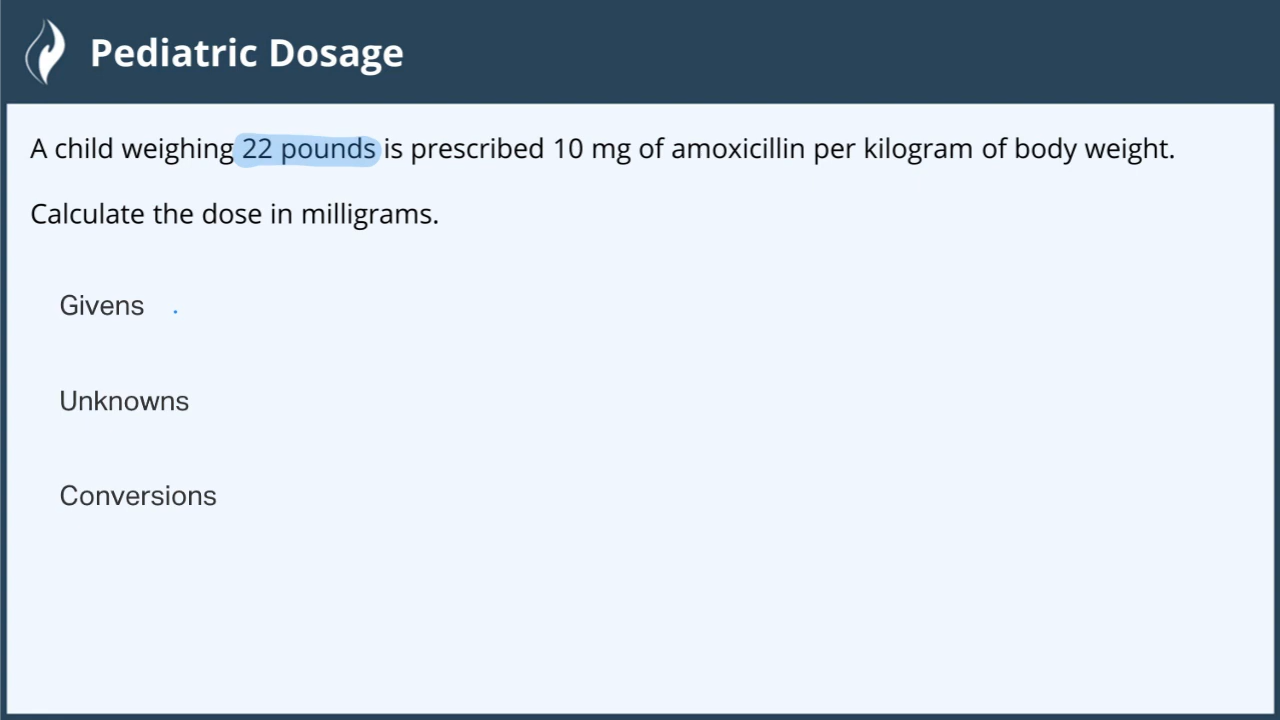 Pediatric Dosage
A child weighing 22 pounds is prescribed 10 mg of amoxicillin per kilogram of body weight.
Calculate the dose in milligrams.
Givens
Unknowns
Conversions